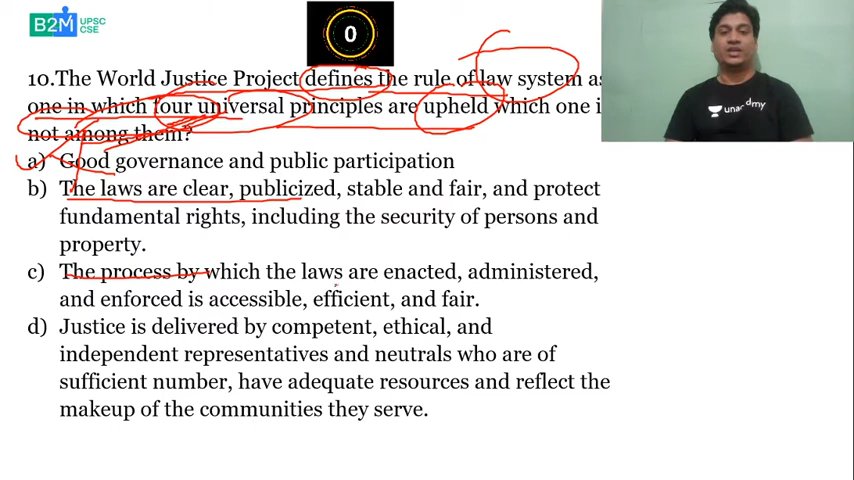 B2M UPSC
CSE
0
10.The World Justice Project defines the rule of law system as
one in which four universal principles are upheld which one i
not among them?
a) Good governance and public participation
b) The laws are clear, publicized, stable and fair, and protect
fundamental rights, including the security of persons and
property.
c) The process by which the laws are enacted, administered,
and enforced is accessible, efficient, and fair.
d) Justice is delivered by competent, ethical, and
independent representatives and neutrals who are of
sufficient number, have adequate resources and reflect the
makeup of the communities they serve.